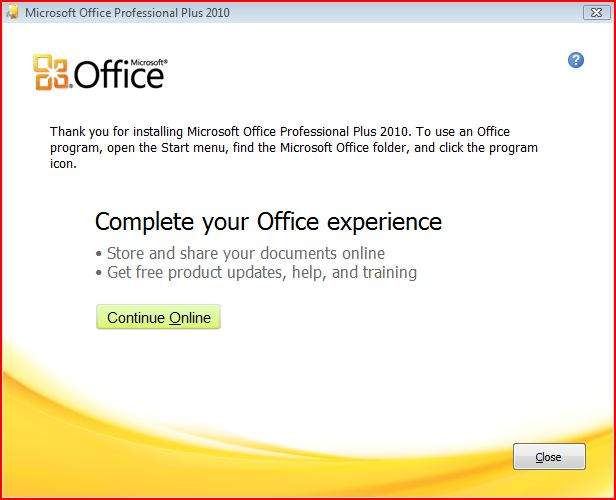 Microsoft Office Professional Plus 2010
?
Microsoft®
Office
Thank you for installing Microsoft Office Professional Plus 2010. To use an Office
program, open the Start menu, find the Microsoft Office folder, and click the program
icon.
Complete your Office experience
• Store and share your documents online
• Get free product updates, help, and training
Continue Online
Close